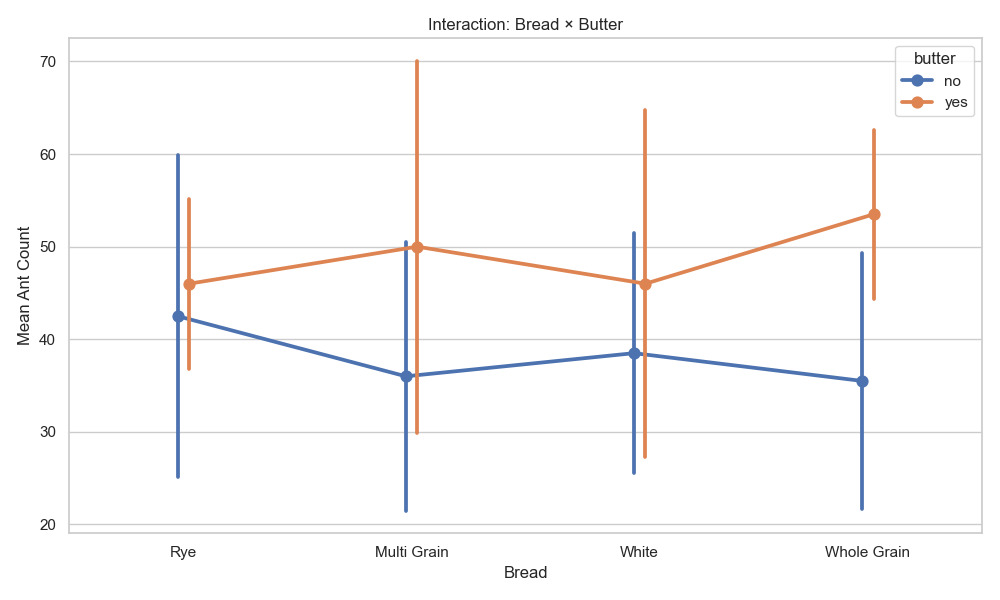 Interaction: Bread × Butter
butter
no
yes
70
60
50
40
30
20
Mean Ant Count
Rye
Multi Grain
White
Whole Grain
Bread